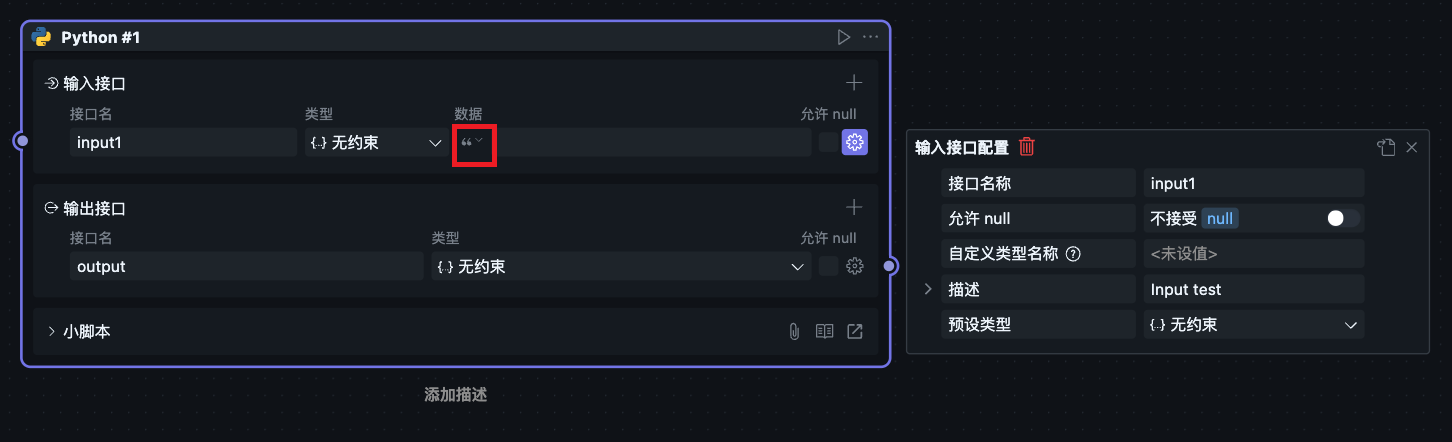 Python #1
输入接口
接口名 类型 数据 允许 null
input1 {..} 无约束 “
输出接口
接口名 类型 允许 null
output {..} 无约束
小脚本
添加描述
输入接口配置
接口名称 input1
允许 null 不接受 null
自定义类型名称 <未设值>
描述 Input test
预设类型 {..} 无约束